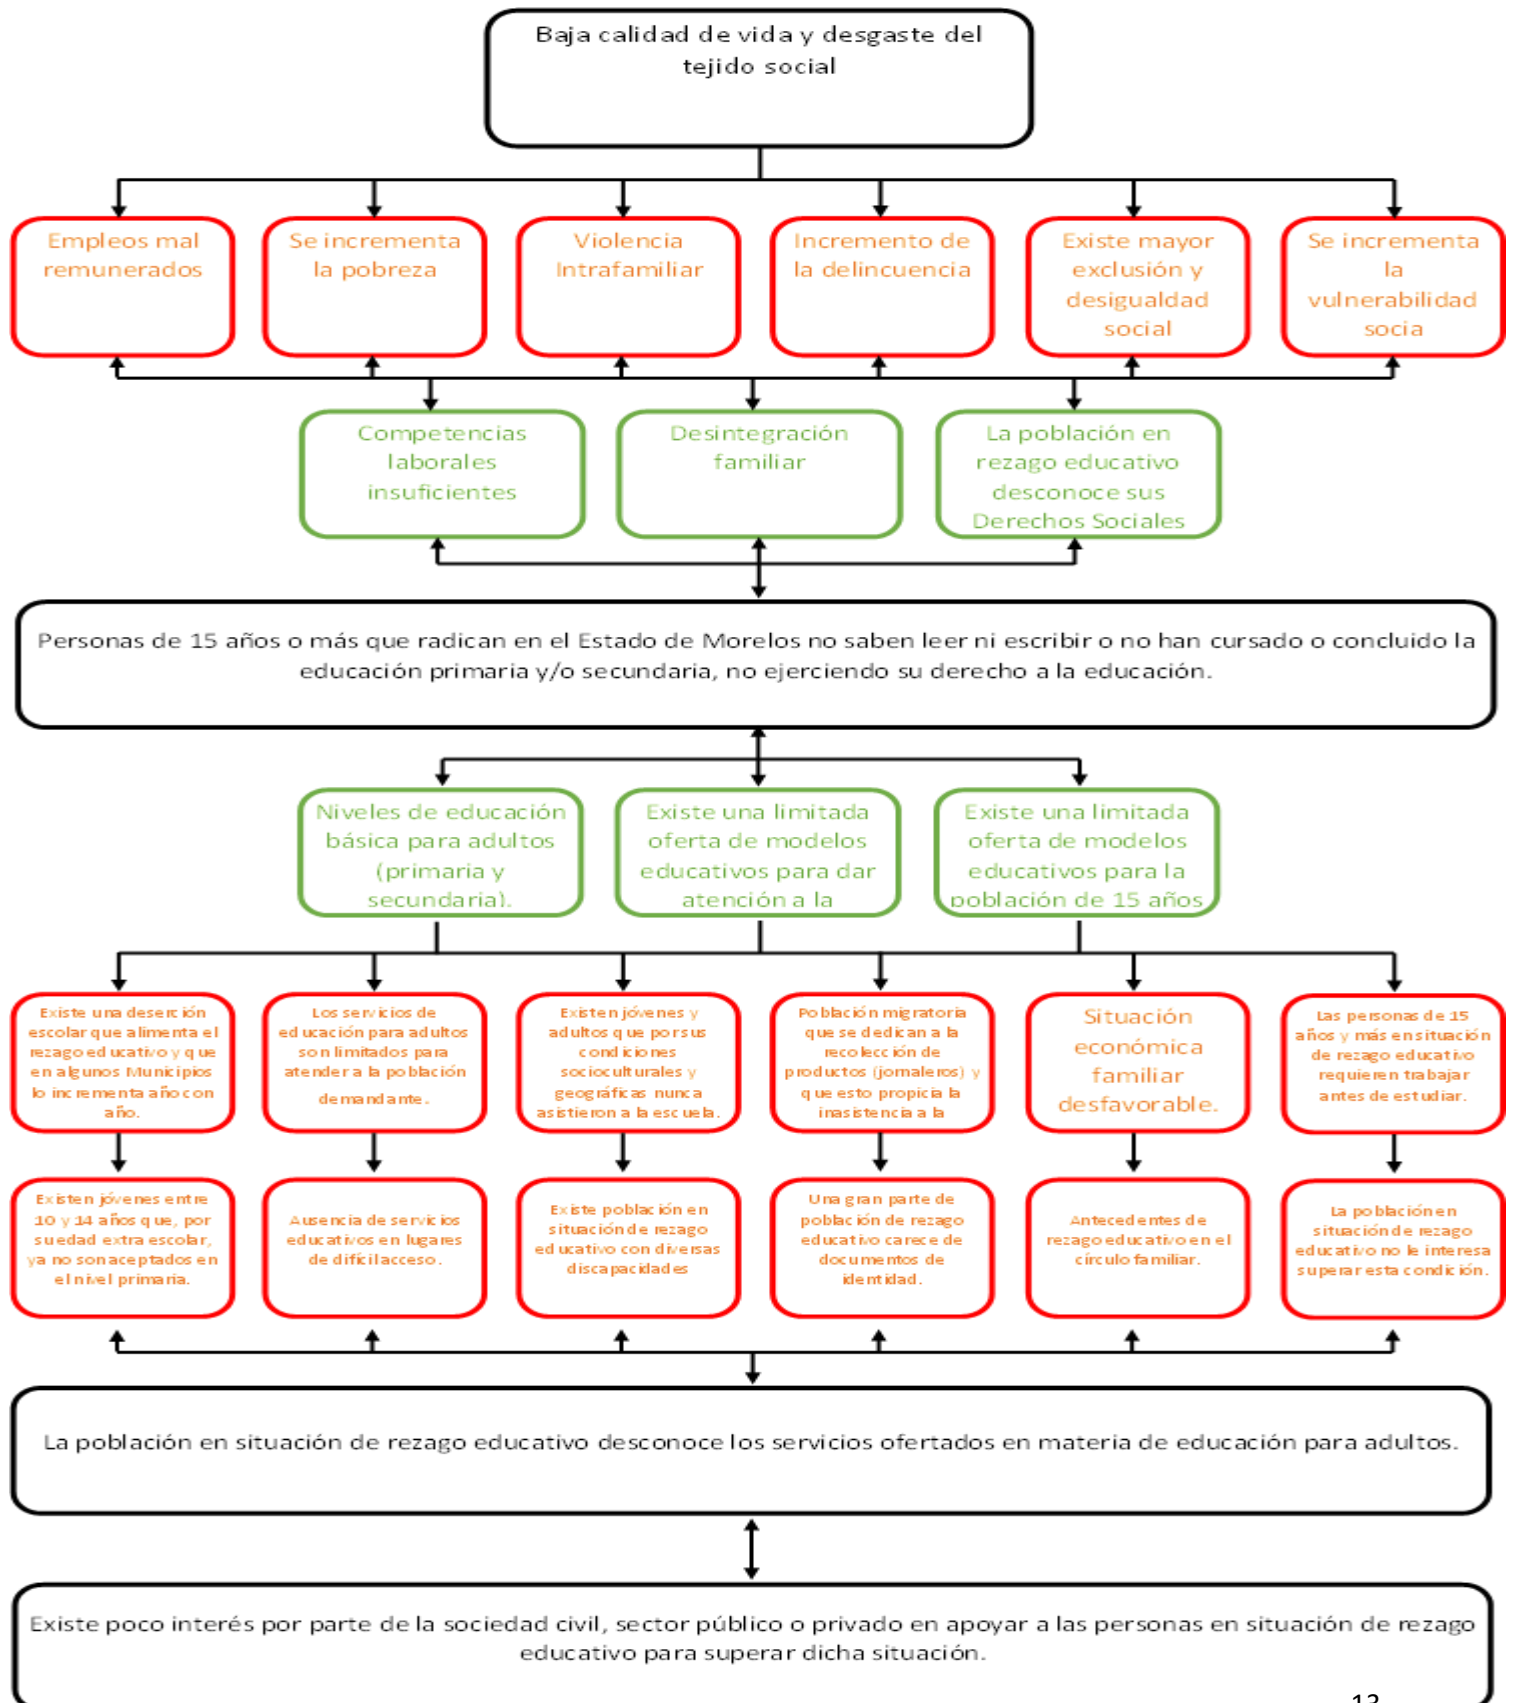 Baja calidad de vida y desgaste del
tejido social
Empleos mal
remunerados
Se incrementa
la pobreza
Violencia
Intrafamiliar
Incremento de
la delincuencia
Existe mayor
exclusión y
desigualdad
social
Se incrementa
la
vulnerabilidad
socia
Competencias
laborales
insuficientes
Desintegración
familiar
La población en
rezago educativo
desconoce sus
Derechos Sociales
Personas de 15 años o más que radican en el Estado de Morelos no saben leer ni escribir o no han cursado o concluido la
educación primaria y/o secundaria, no ejerciendo su derecho a la educación.
Niveles de educación
básica para adultos
(primaria y
secundaria).
Existe una limitada
oferta de modelos
educativos para dar
atención a la
Existe una limitada
oferta de modelos
educativos para la
población de 15 años
Existe una deserción
escolar que alimenta el
rezago educativo y que
en algunos Municipios
lo incrementa año con
año.
Los servicios de
educación para adultos
son limitados para
atender a la población
demandante.
Existen jóvenes y
adultos que por sus
condiciones
socioculturales y
geográficas nunca
asistieron a la escuela.
Población migratoria
que se dedican a la
recolección de
productos (jornaleros) y
que esto propicia la
inasistencia a la
Situación
económica
familiar
desfavorable.
Las personas de 15
años y más en situación
de rezago educativo
requieren trabajar
antes de estudiar.
Existen jóvenes entre
10 y 14 años que, por
su edad extra escolar,
ya no son aceptados en
el nivel primaria.
Ausencia de servicios
educativos en lugares
de difícil acceso.
Existe población en
situación de rezago
educativo con diversas
discapacidades
Una gran parte de
población de rezago
educativo carece de
documentos de
identidad.
Antecedentes de
rezago educativo en el
círculo familiar.
La población en
situación de rezago
educativo no le interesa
superar esta condición.
La población en situación de rezago educativo desconoce los servicios ofertados en materia de educación para adultos.
Existe poco interés por parte de la sociedad civil, sector público o privado en apoyar a las personas en situación de rezago
educativo para superar dicha situación.
13